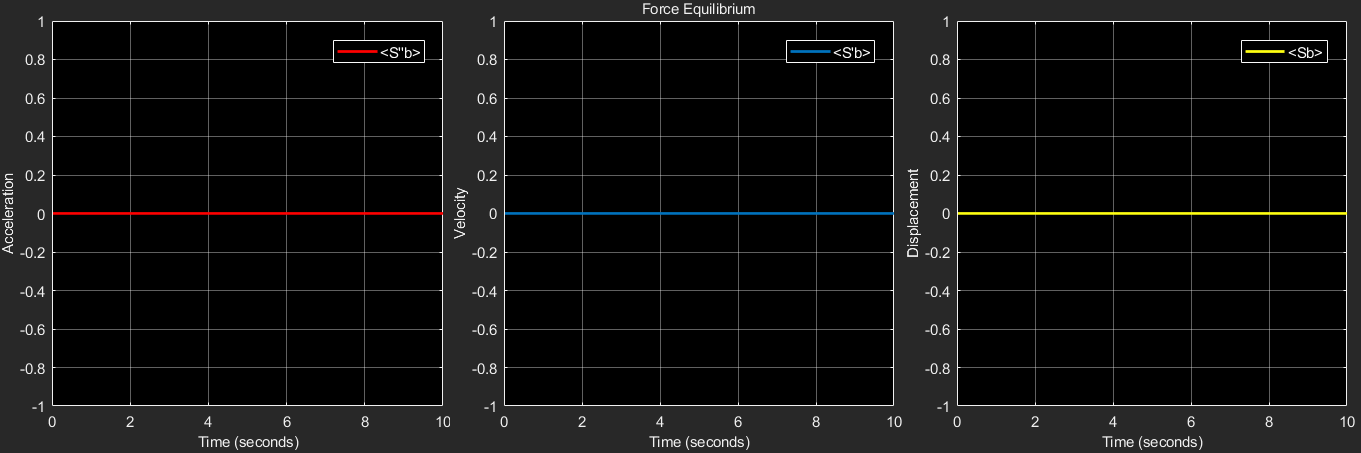 Force Equilibrium
1
0.8
0.6
0.4
0.2
0
-0.2
-0.4
-0.6
-0.8
-1
Acceleration
<S''b>
0 2 4 6 8 10
Time (seconds)
1
0.8
0.6
0.4
0.2
0
-0.2
-0.4
-0.6
-0.8
-1
Velocity
<S'b>
0 2 4 6 8 10
Time (seconds)
1
0.8
0.6
0.4
0.2
0
-0.2
-0.4
-0.6
-0.8
-1
Displacement
<Sb>
0 2 4 6 8 10
Time (seconds)